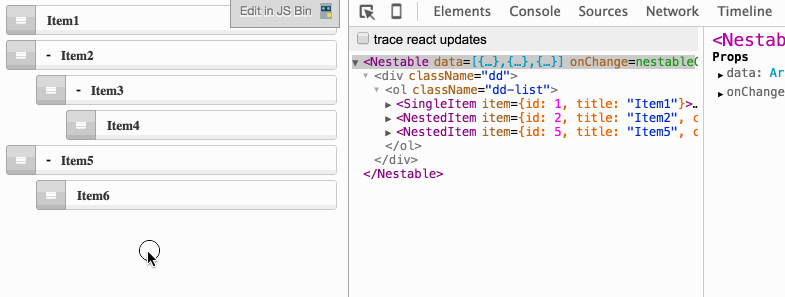 Item1
Edit in JS Bin
- Item2
- Item3
Item4
- Item5
Item6
Elements Console Sources Network Timeline
trace react updates
▼<Nestable data=[{…},{…},{…}] onChange=nestableC
▼<div className="dd">
▼<ol className="dd-list">
▶<SingleItem item={id: 1, title: "Item1"}>…
▶<NestedItem item={id: 2, title: "Item2", c
▶<NestedItem item={id: 5, title: "Item5", c
</ol>
</div>
</Nestable>
<Nestab
Props
▶data: Ar
▶onChange